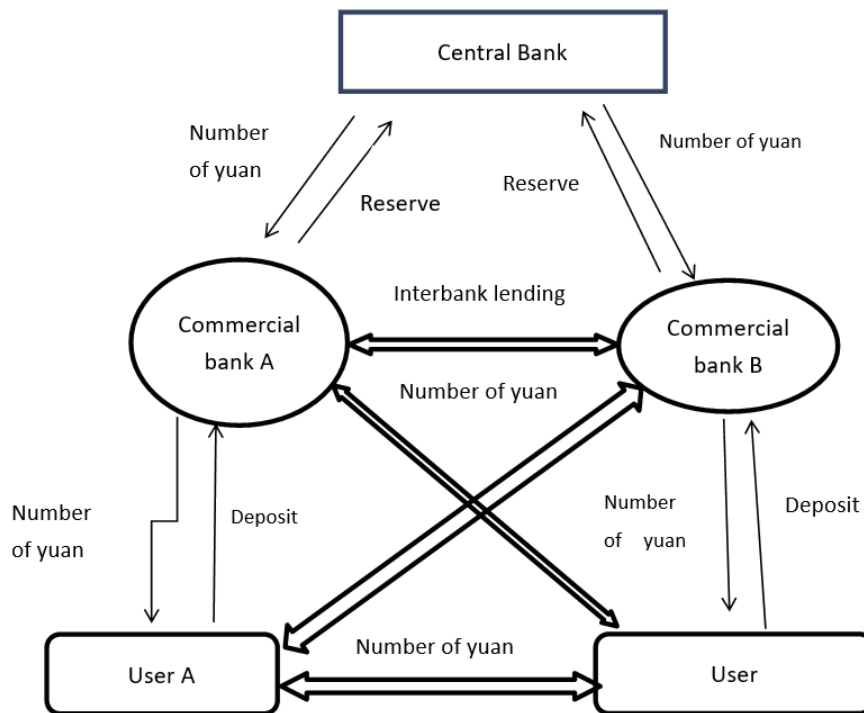 Central Bank
Number
of yuan
Reserve
Reserve
Number of yuan
Interbank lending
Commercial
bank A
Commercial
bank B
Number of yuan
Number
of yuan
Deposit
Number
of yuan
Deposit
Number of yuan
User A
User